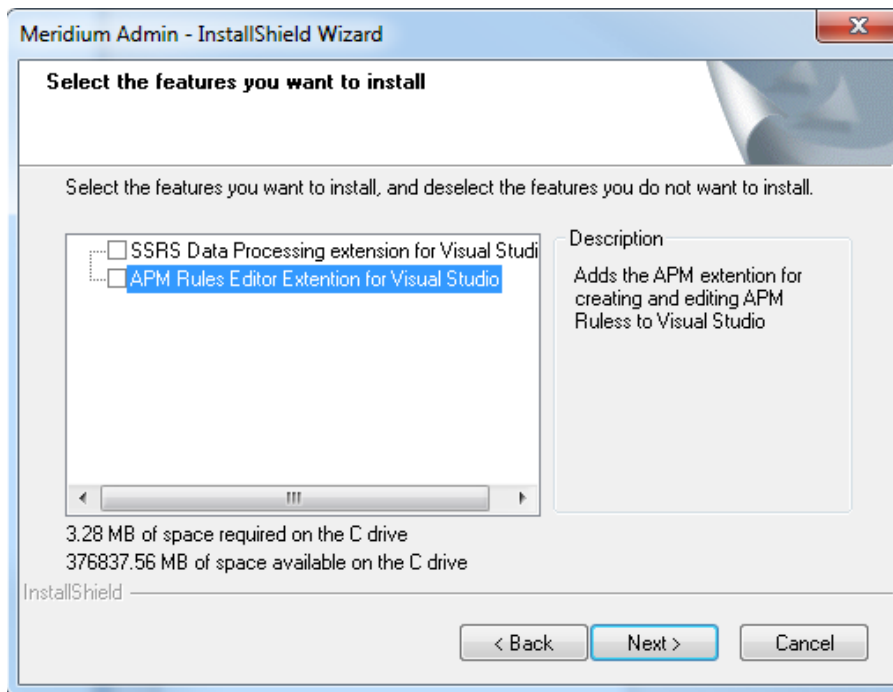 Meridium Admin - InstallShield Wizard
Select the features you want to install
Select the features you want to install, and deselect the features you do not want to install.
SSRS Data Processing extension for Visual Studi
APM Rules Editor Extention for Visual Studio
Description
Adds the APM extention for
creating and editing APM
Ruless to Visual Studio
3.28 MB of space required on the C drive
376837.56 MB of space available on the C drive
InstallShield
< Back
Next >
Cancel